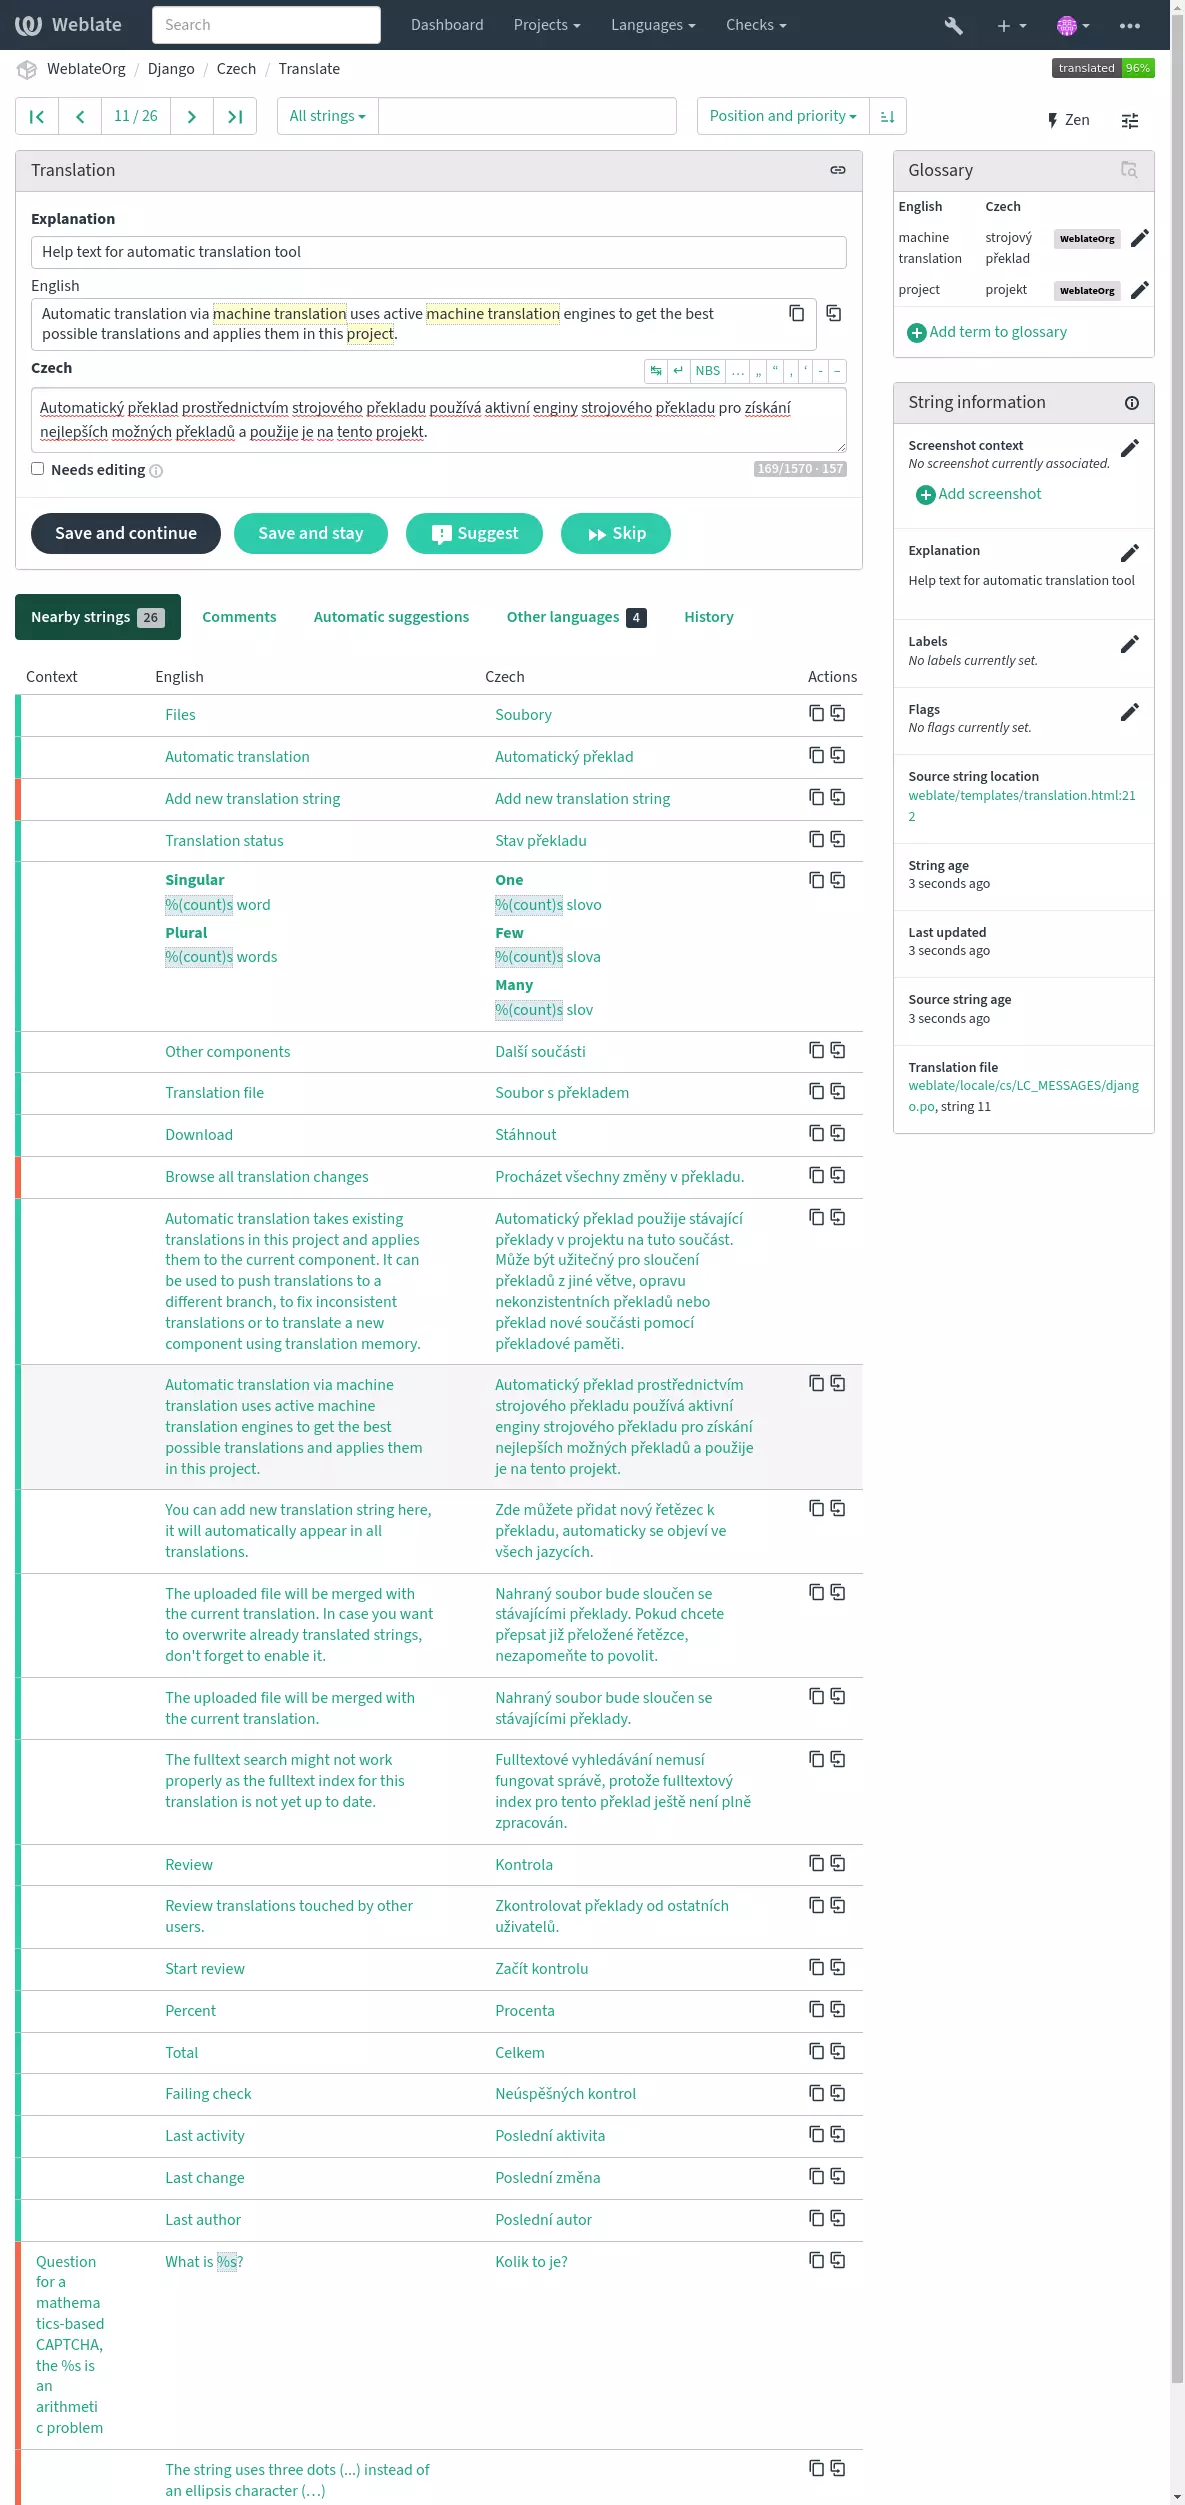 Weblate
Search
Dashboard
Projects
Languages
Checks
WeblateOrg / Django / Czech / Translate
translated 96%
11 / 26
All strings
Position and priority
Zen
Translation
Explanation
Help text for automatic translation tool
English
Automatic translation via machine translation uses active machine translation engines to get the best
possible translations and applies them in this project.
Czech
↹ ↵ NBS … „ “ ‚ ‘ - –
Automatický překlad prostřednictvím strojového překladu používá aktivní enginy strojového překladu pro získání
nejlepších možných překladů a použije je na tento projekt.
Needs editing
169/1570 · 157
Save and continue
Save and stay
Suggest
Skip
Glossary
English Czech
machine
translation
strojový
překlad
WeblateOrg
project projekt WeblateOrg
Add term to glossary
String information
Screenshot context
No screenshot currently associated.
Add screenshot
Explanation
Help text for automatic translation tool
Labels
No labels currently set.
Flags
No flags currently set.
Source string location
weblate/templates/translation.html:21
2
String age
3 seconds ago
Last updated
3 seconds ago
Source string age
3 seconds ago
Translation file
weblate/locale/cs/LC_MESSAGES/djang
o.po, string 11
Nearby strings 26
Comments
Automatic suggestions
Other languages 4
History
Context English Czech Actions
Files
Soubory
Automatic translation
Automatický překlad
Add new translation string
Add new translation string
Translation status
Stav překladu
Singular
%(count)s word
Plural
%(count)s words
One
%(count)s slovo
Few
%(count)s slova
Many
%(count)s slov
Other components
Další součásti
Translation file
Soubor s překladem
Download
Stáhnout
Browse all translation changes
Procházet všechny změny v překladu.
Automatic translation takes existing
translations in this project and applies
them to the current component. It can
be used to push translations to a
different branch, to fix inconsistent
translations or to translate a new
component using translation memory.
Automatický překlad použije stávající
překlady v projektu na tuto součást.
Může být užitečný pro sloučení
překladů z jiné větve, opravu
nekonzistentních překladů nebo
překlad nové součásti pomocí
překladové paměti.
Automatic translation via machine
translation uses active machine
translation engines to get the best
possible translations and applies them
in this project.
Automatický překlad prostřednictvím
strojového překladu používá aktivní
enginy strojového překladu pro získání
nejlepších možných překladů a použije
je na tento projekt.
You can add new translation string here,
it will automatically appear in all
translations.
Zde můžete přidat nový řetězec k
překladu, automaticky se objeví ve
všech jazycích.
The uploaded file will be merged with
the current translation. In case you want
to overwrite already translated strings,
don't forget to enable it.
Nahraný soubor bude sloučen se
stávajícími překlady. Pokud chcete
přepsat již přeložené řetězce,
nezapomeňte to povolit.
The uploaded file will be merged with
the current translation.
Nahraný soubor bude sloučen se
stávajícími překlady.
The fulltext search might not work
properly as the fulltext index for this
translation is not yet up to date.
Fulltextové vyhledávání nemusí
fungovat správě, protože fulltextový
index pro tento překlad ještě není plně
zpracován.
Review
Kontrola
Review translations touched by other
users.
Zkontrolovat překlady od ostatních
uživatelů.
Start review
Začít kontrolu
Percent
Procenta
Total
Celkem
Failing check
Neúspěšných kontrol
Last activity
Poslední aktivita
Last change
Poslední změna
Last author
Poslední autor
Question
for a
mathema
tics-based
CAPTCHA,
the %s is
an
arithmeti
c problem
What is %s?
Kolik to je?
The string uses three dots (...) instead of
an ellipsis character (…)